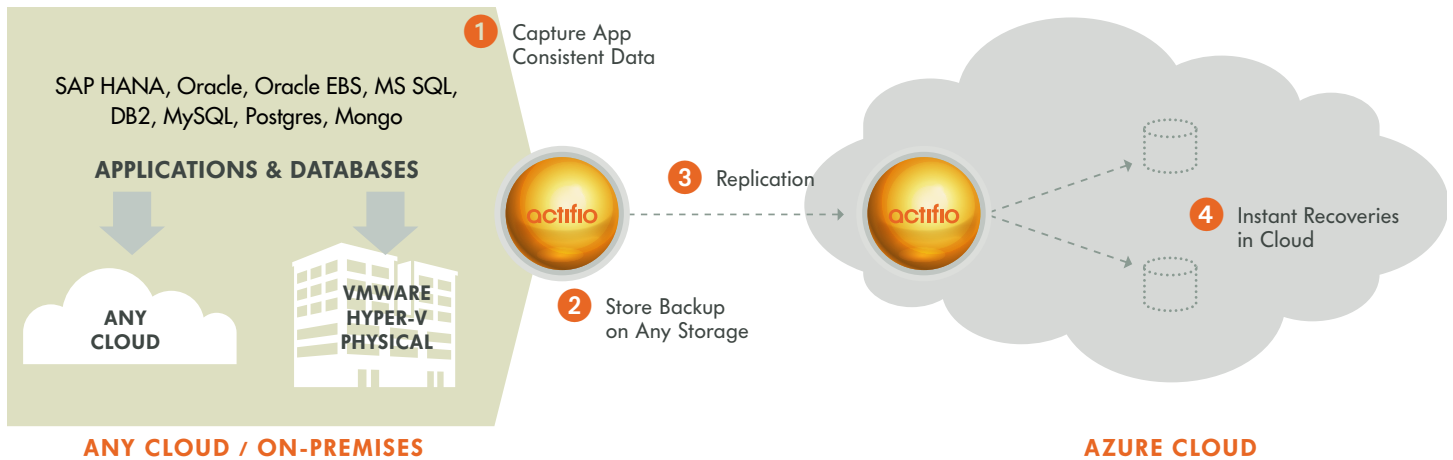 1 Capture App
Consistent Data
SAP HANA, Oracle, Oracle EBS, MS SQL,
DB2, MySQL, Postgres, Mongo
APPLICATIONS & DATABASES
ANY
CLOUD
VMWARE
HYPER-V
PHYSICAL
actifio
2 Store Backup
on Any Storage
3 Replication
actifio
4 Instant Recoveries
in Cloud
ANY CLOUD / ON-PREMISES
AZURE CLOUD